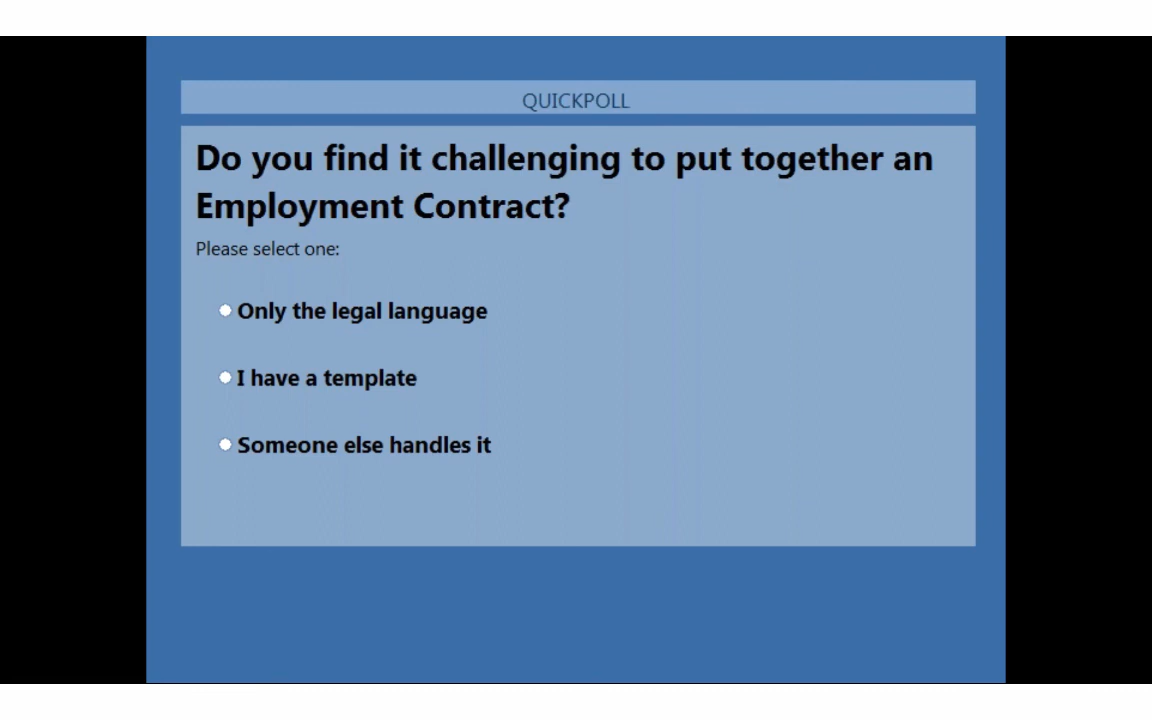 QUICKPOLL
Do you find it challenging to put together an
Employment Contract?
Please select one:
Only the legal language
I have a template
Someone else handles it